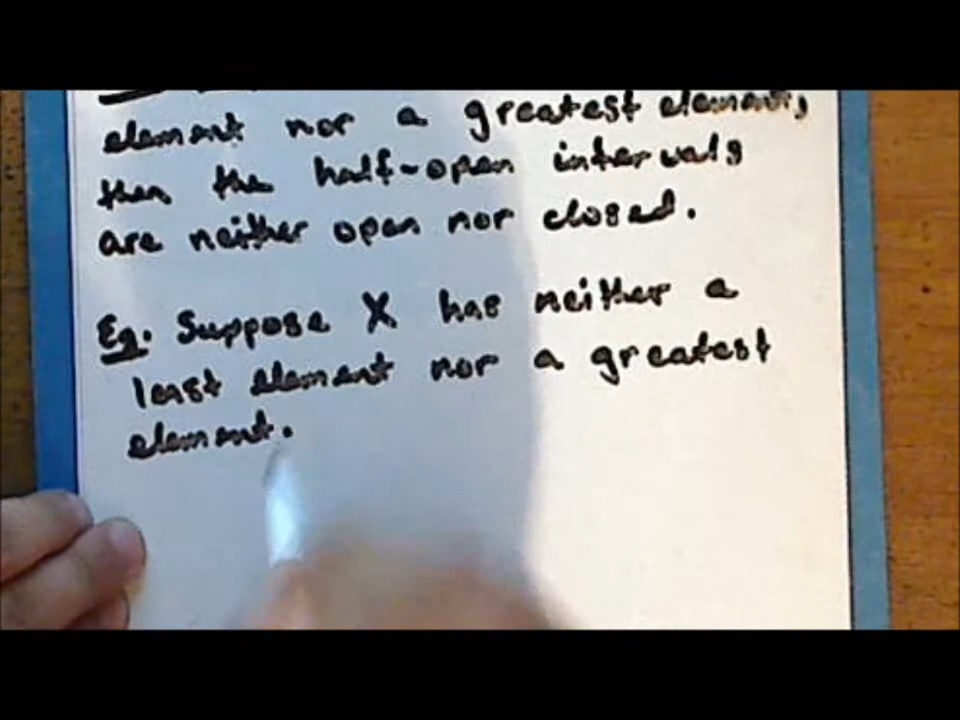 element nor a greatest element,
then the half-open intervals
are neither open nor closed.
Eg. Suppose X has neither a
least element nor a greatest
element.